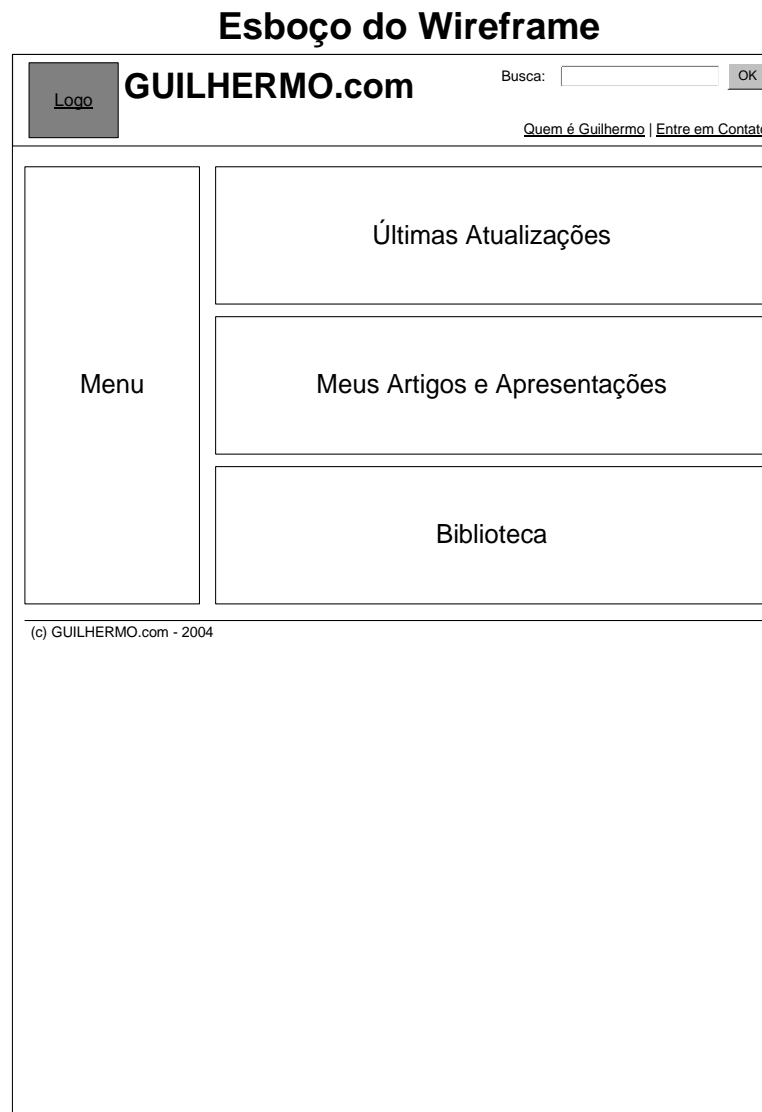 Esboço do Wireframe
Logo
GUILHERMO.com
Busca:
OK
Quem é Guilhermo | Entre em Contato
Últimas Atualizações
Menu
Meus Artigos e Apresentações
Biblioteca
(c) GUILHERMO.com - 2004